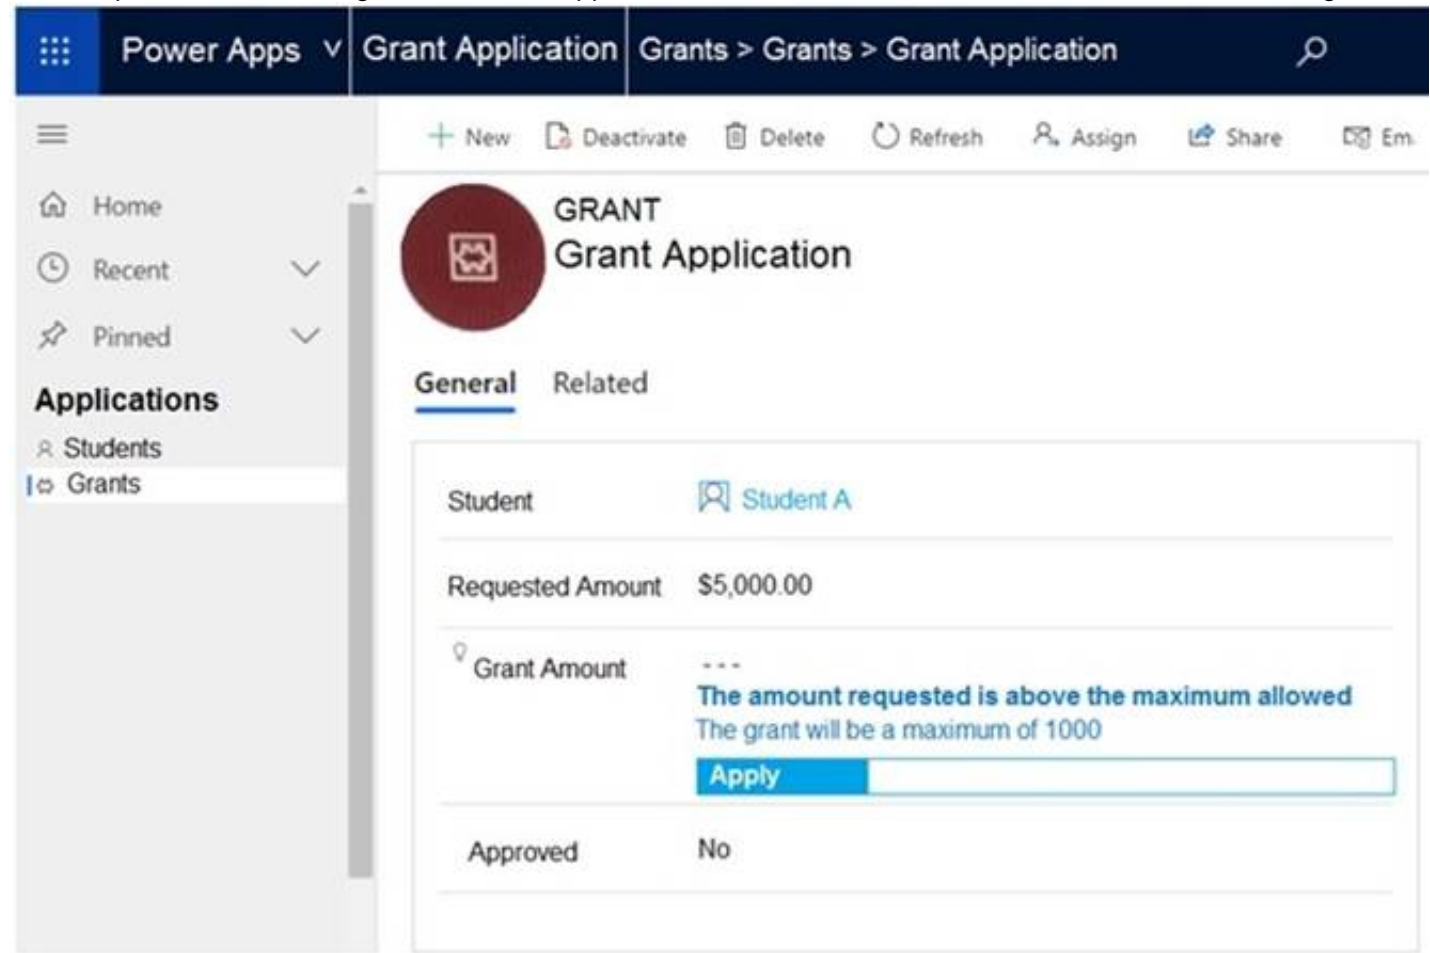 Power Apps
Grant Application
Grants > Grants > Grant Application
New
Deactivate
Delete
Refresh
Assign
Share
Em
Home
Recent
Pinned
Applications
Students
Grants
GRANT
Grant Application
General
Related
Student
Student A
Requested Amount
$5,000.00
Grant Amount
---
The amount requested is above the maximum allowed
The grant will be a maximum of 1000
Apply
Approved
No